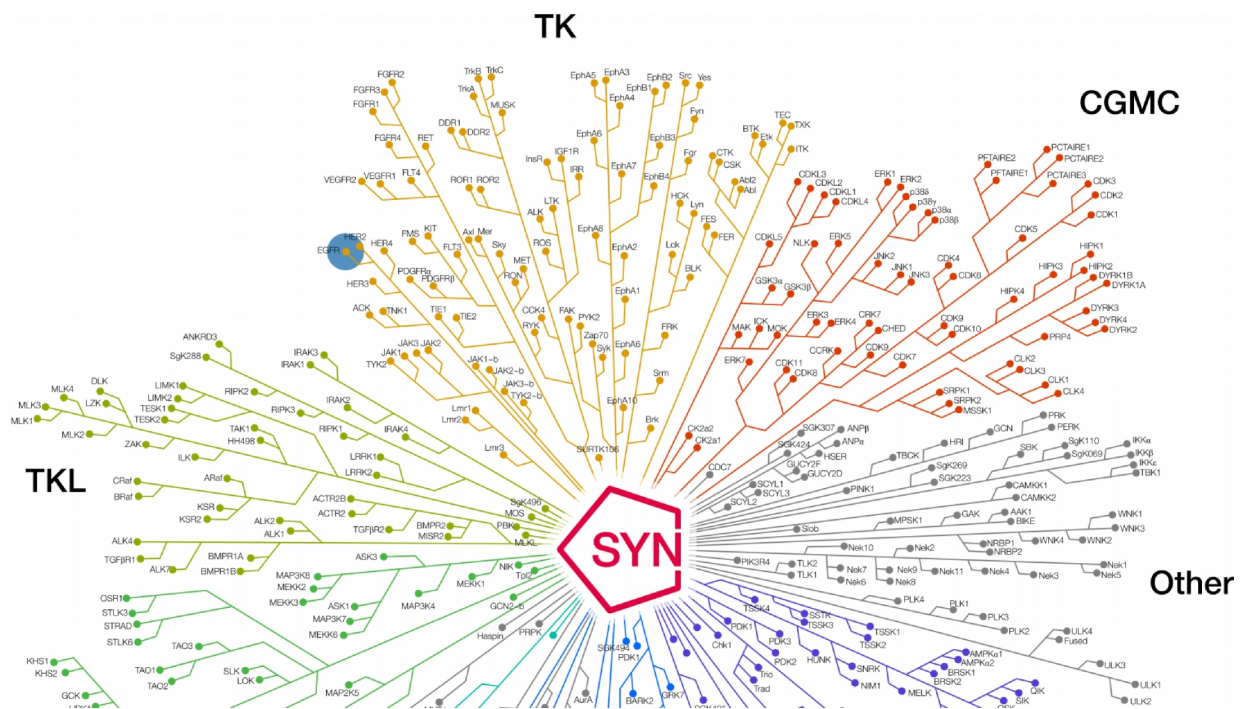 TK
CGMC
TKL
Other
SYN
FGFR2
FGFR3
FGFR1
FGFR4
TrkB
TrkC
TrkA
MUSK
DDR1
DDR2
RET
VEGFR2
VEGFR1
FLT4
ROR1
ROR2
HER2
EGFR
HER4
HER3
FMS
KIT
FLT3
Axl
Mer
Sky
PDGFRα
PDGFRβ
MET
RON
ACK
TNK1
TIE1
TIE2
JAK3
JAK2
JAK1
TYK2
JAK1~b
JAK2~b
JAK3~b
TYK2~b
Lmr1
Lmr2
Lmr3
InsR
IGF1R
IRR
LTK
ALK
ROS
CCK4
RYK
FAK
PYK2
Zap70
Syk
SURTK106
EphA5
EphA3
EphA4
EphA6
EphA7
EphA8
EphA2
EphA1
EphA6
EphA10
EphB2
EphB1
EphB3
EphB4
Src
Yes
Fyn
Fgr
HCK
Lyn
Lck
BLK
FRK
Srm
Brk
CTK
CSK
Abl2
Abl
FES
FER
TEC
TXK
BTK
Etk
ITK
CDKL3
CDKL2
CDKL1
CDKL4
CDKL5
ERK1
ERK2
p38δ
p38γ
p38α
p38β
NLK
ERK5
JNK2
JNK1
JNK3
GSK3α
GSK3β
MAK
ICK
MOK
ERK3
ERK4
ERK7
CDK11
CDK8
CCRK
CRK7
CHED
CDK9
CDK7
CDK9
CDK10
PFTAIRE2
PFTAIRE1
PCTAIRE1
PCTAIRE2
PCTAIRE3
CDK3
CDK2
CDK1
CDK5
CDK4
CDK6
HIPK1
HIPK2
HIPK3
HIPK4
DYRK1B
DYRK1A
DYRK3
DYRK4
DYRK2
PRP4
CLK2
CLK3
CLK1
CLK4
SRPK1
SRPK2
MSSK1
CK2a2
CK2a1
CDC7
SGK307
SGK424
ANPβ
ANPα
HSER
GUCY2F
GUCY2D
SCYL1
SCYL3
SCYL2
TBCK
PINK1
HRI
GCN
PRK
PERK
SBK
SgK110
SgK069
SgK269
SGK223
IKKα
IKKβ
IKKε
TBK1
CAMKK1
CAMKK2
Slob
MPSK1
GAK
AAK1
BIKE
NRBP1
NRBP2
WNK1
WNK3
WNK4
WNK2
PIK3R4
TLK2
TLK1
Nek10
Nek2
Nek7
Nek6
Nek9
Nek8
Nek11
Nek4
Nek3
Nek1
Nek5
PLK4
PLK1
PLK3
PLK2
ULK4
Fused
ULK3
ULK1
ULK2
TSSK4
SSTK
TSSK3
TSSK1
TSSK2
PDK1
Chk1
PDK3
PDK2
HUNK
SNRK
NIM1
MELK
AMPKα1
AMPKα2
BRSK1
BRSK2
QIK
SIK
Trio
Trad
SGK494
PDK1
BARK2
GRK7
AurA
Haspin
PRPK
ANKRD3
SgK288
IRAK3
IRAK1
IRAK2
IRAK4
RIPK2
RIPK3
RIPK1
DLK
LZK
MLK4
MLK3
MLK1
MLK2
LIMK1
LIMK2
TESK1
TESK2
TAK1
HH498
ZAK
ILK
LRRK1
LRRK2
CRaf
BRaf
ARaf
KSR
KSR2
ACTR2B
ACTR2
TGFβR2
BMPR2
MISR2
ALK2
ALK1
ALK4
TGFβR1
ALK7
BMPR1A
BMPR1B
SgK496
MOS
PBK
MLKL
ASK3
NIK
Tpl2
MEKK1
GCN2~b
MAP3K8
MEKK2
MEKK3
ASK1
MAP3K7
MEKK6
MAP3K4
OSR1
STLK3
STRAD
STLK6
TAO3
TAO1
TAO2
SLK
LOK
MAP2K5
KHS1
KHS2
GCK